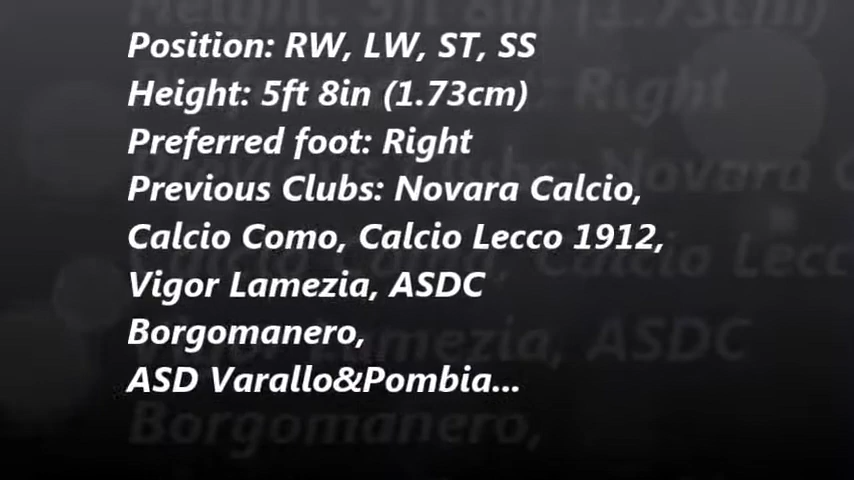 Position: RW, LW, ST, SS
Height: 5ft 8in (1.73cm)
Preferred foot: Right
Previous Clubs: Novara Calcio,
Calcio Como, Calcio Lecco 1912,
Vigor Lamezia, ASDC
Borgomanero,
ASD Varallo&Pombia...